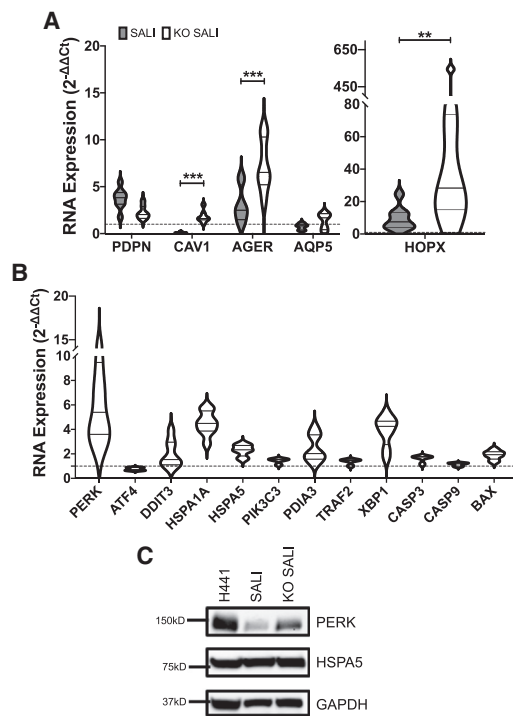 A
SALI KO SALI
RNA Expression (2-ΔΔCt)
20
15
10
5
0
*** ***
PDPN CAV1 AGER AQP5
650
450
80
60
40
20
0
**
HOPX
B
RNA Expression (2-ΔΔCt)
20
10
8
6
4
2
0
PERK ATF4 DDIT3 HSPA1A HSPA5 PIK3C3 PDIA3 TRAF2 XBP1 CASP3 CASP9 BAX
C
H441 SALI KO SALI
150kD PERK
75kD HSPA5
37kD GAPDH